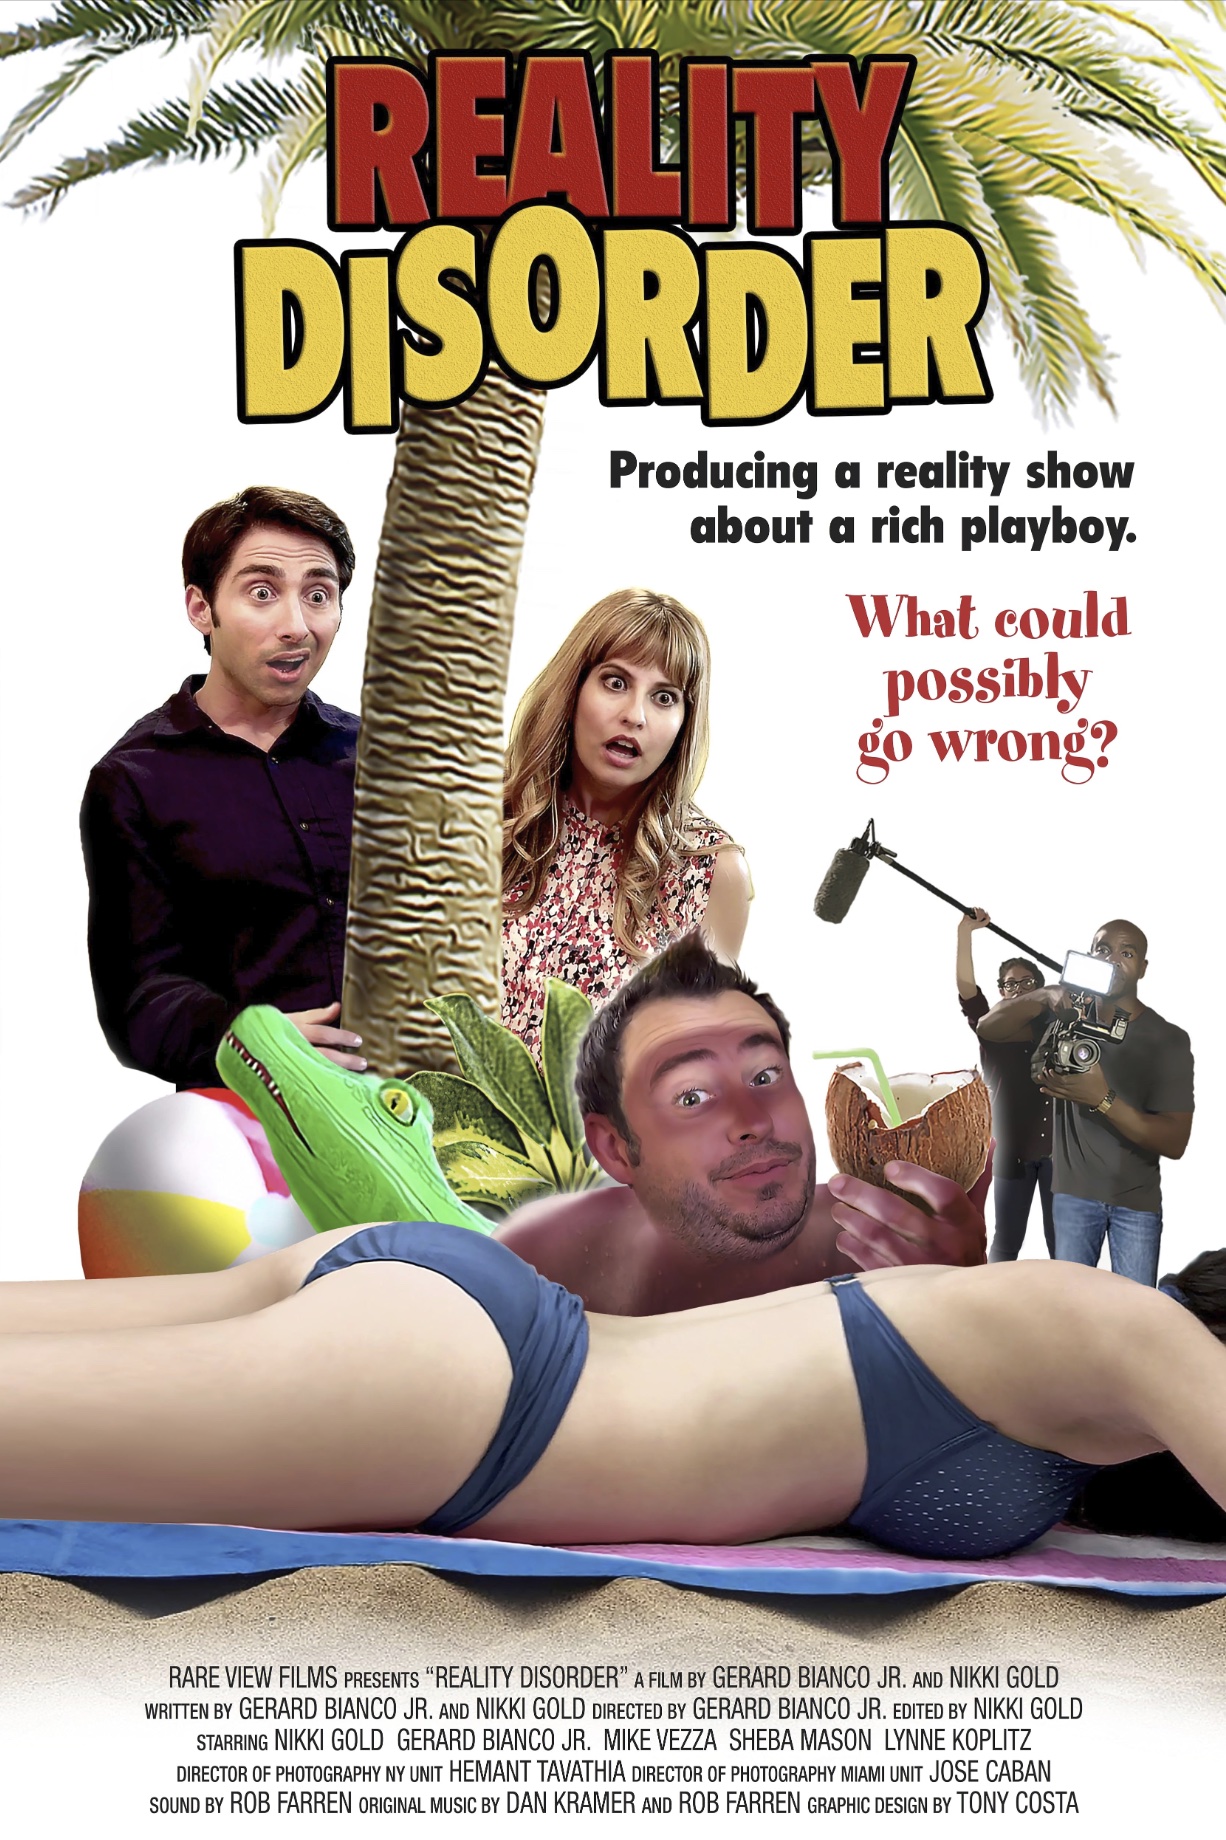 REALITY
DISORDER
Producing a reality show
about a rich playboy.
What could
possibly
go wrong?
RARE VIEW FILMS PRESENTS “REALITY DISORDER” A FILM BY GERARD BIANCO JR. AND NIKKI GOLD
WRITTEN BY GERARD BIANCO JR. AND NIKKI GOLD DIRECTED BY GERARD BIANCO JR. EDITED BY NIKKI GOLD
STARRING NIKKI GOLD GERARD BIANCO JR. MIKE VEZZA SHEBA MASON LYNNE KOPLITZ
DIRECTOR OF PHOTOGRAPHY NY UNIT HEMANT TAVATHIA DIRECTOR OF PHOTOGRAPHY MIAMI UNIT JOSE CABAN
SOUND BY ROB FARREN ORIGINAL MUSIC BY DAN KRAMER AND ROB FARREN GRAPHIC DESIGN BY TONY COSTA